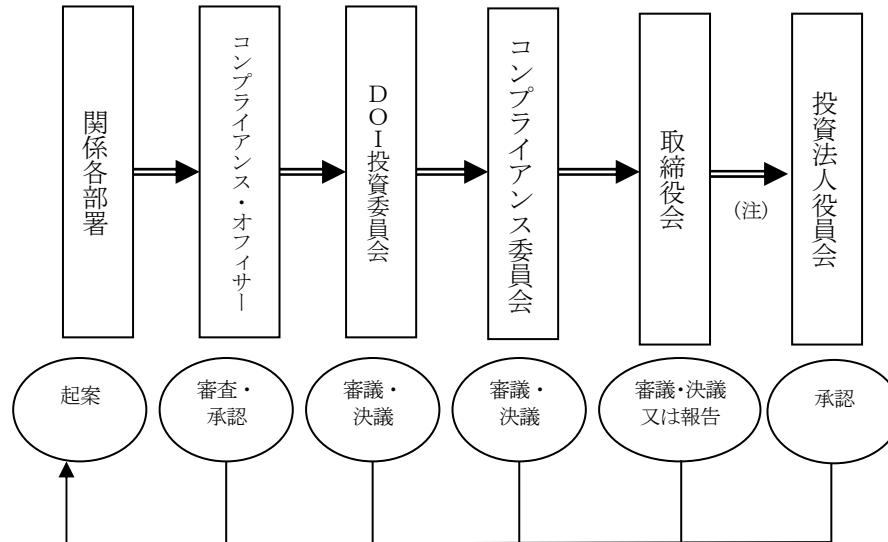 関係各部署
コンプライアンス・オフィサー
DOI投資委員会
コンプライアンス委員会
取締役会
(注)
投資法人役員会
起案
審査・
承認
審議・
決議
審議・
決議
審議・決議
又は報告
承認